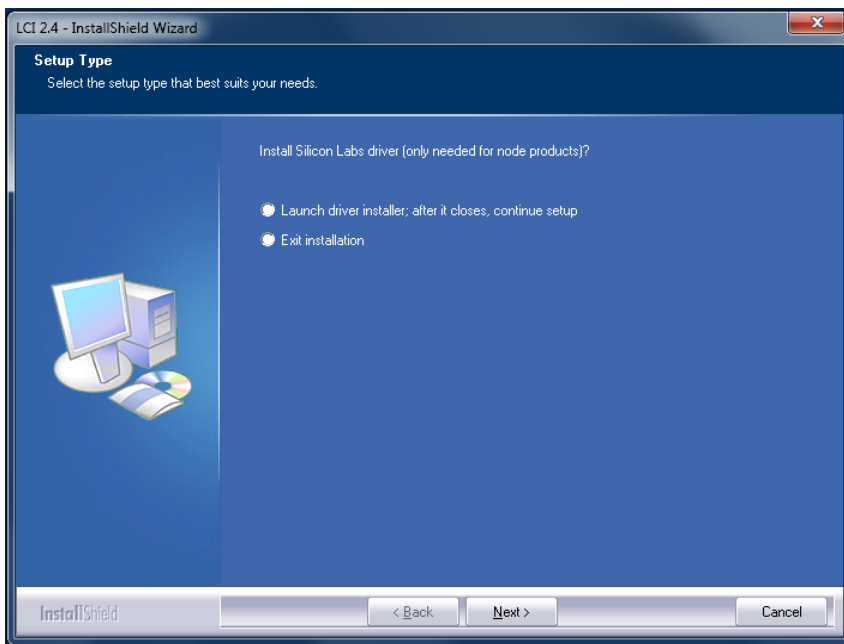 LCI 2.4 - InstallShield Wizard
Setup Type
Select the setup type that best suits your needs.
Install Silicon Labs driver (only needed for node products)?
Launch driver installer; after it closes, continue setup
Exit installation
InstallShield
< Back Next > Cancel